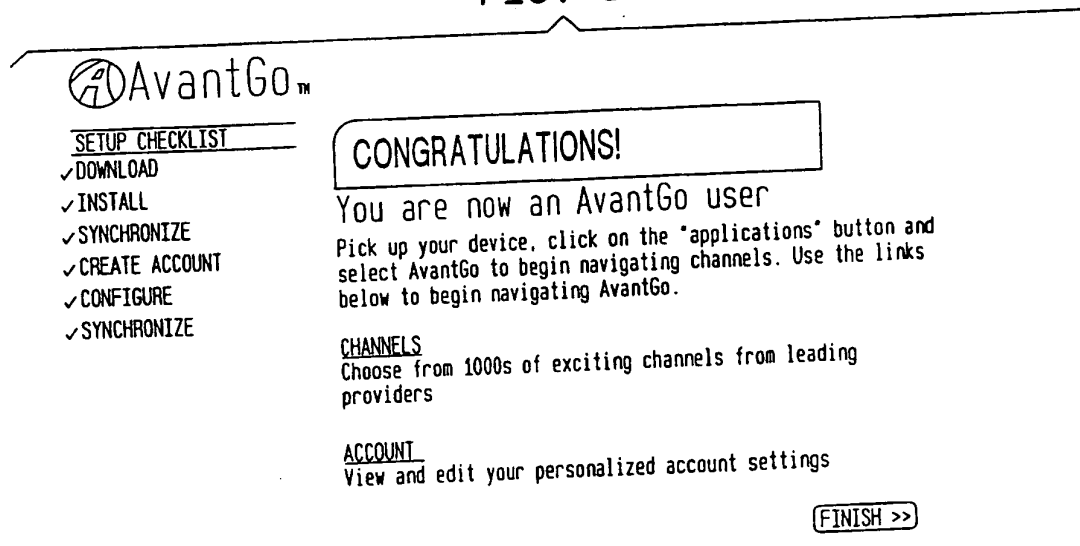 FIG.
AvantGo™
SETUP CHECKLIST
✓DOWNLOAD
✓INSTALL
✓SYNCHRONIZE
✓CREATE ACCOUNT
✓CONFIGURE
✓SYNCHRONIZE
CONGRATULATIONS!
You are now an AvantGo user
Pick up your device, click on the "applications" button and
select AvantGo to begin navigating channels. Use the links
below to begin navigating AvantGo.
CHANNELS
Choose from 1000s of exciting channels from leading
providers
ACCOUNT
View and edit your personalized account settings
FINISH >>